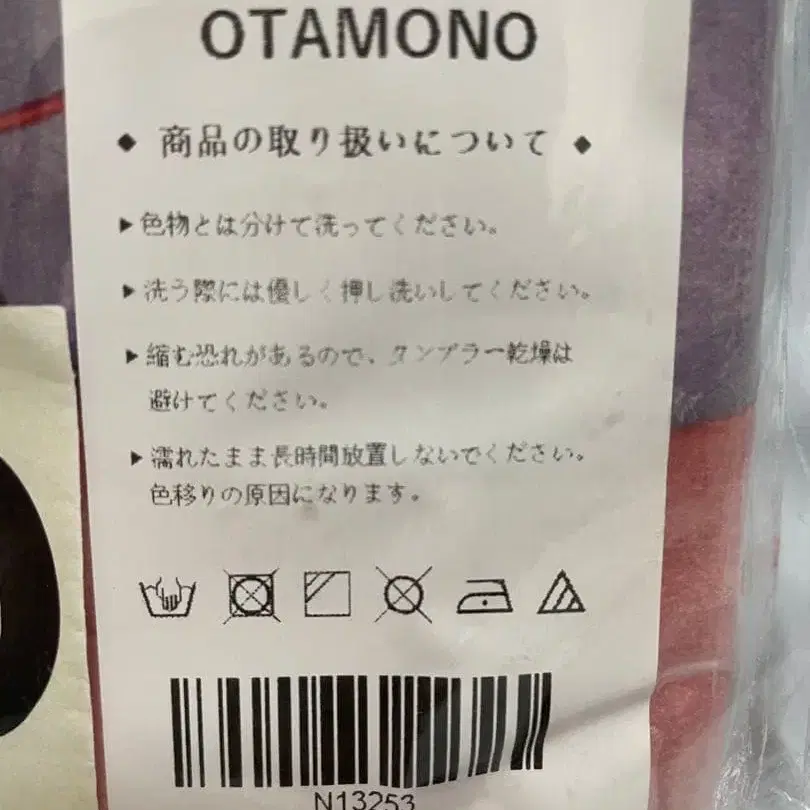 OTAMONO
◆ 商品の取り扱いについて ◆
▶色物とは分けて洗ってください。
▶洗う際には優しく押し洗いしてください。
▶縮む恐れがあるので、タンブラー乾燥は
避けてください。
▶濡れたまま長時間放置しないでください。
色移りの原因になります。
N13253